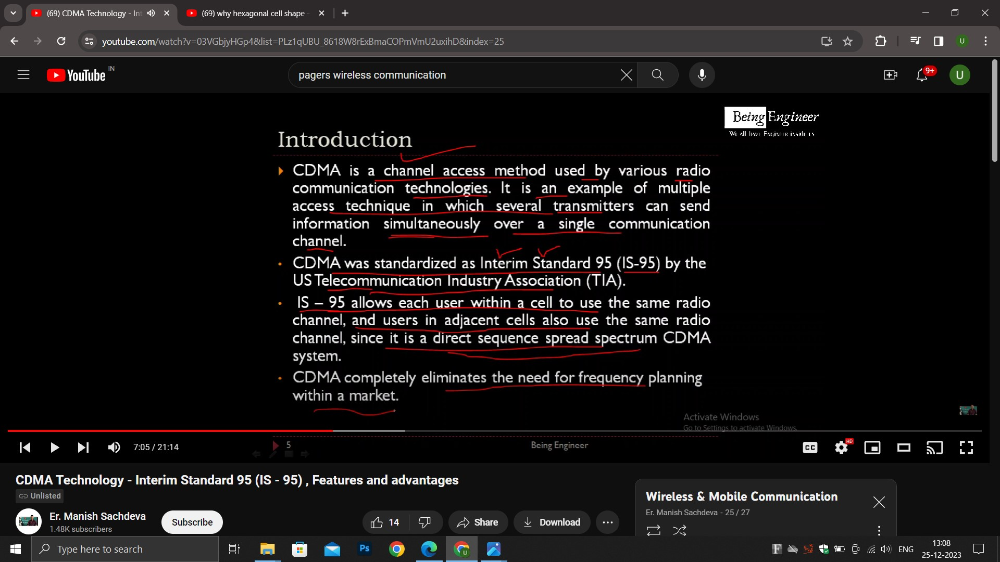 (69) CDMA Technology - Int
(69) why hexagonal cell shape -
youtube.com/watch?v=03VGbjyHGp4&list=PLz1qUBU_8618W8rExBmaCOPmVmU2uxihD&index=25
U
YouTube IN
pagers wireless communication
9+
U
Being Engineer
We all have Engineer inside us
Introduction
CDMA is a channel access method used by various radio
communication technologies. It is an example of multiple
access technique in which several transmitters can send
information simultaneously over a single communication
channel.
CDMA was standardized as Interim Standard 95 (IS-95) by the
US Telecommunication Industry Association (TIA).
IS – 95 allows each user within a cell to use the same radio
channel, and users in adjacent cells also use the same radio
channel, since it is a direct sequence spread spectrum CDMA
system.
CDMA completely eliminates the need for frequency planning
within a market.
Activate Windows
Go to Settings to activate Windows.
7:05 / 21:14
5
Being Engineer
CC
HD
CDMA Technology - Interim Standard 95 (IS - 95) , Features and advantages
Unlisted
Er. Manish Sachdeva
1.48K subscribers
Subscribe
14
Share
Download
Wireless & Mobile Communication
Er. Manish Sachdeva - 25 / 27
Type here to search
Ps
U
F
ENG
13:08
25-12-2023